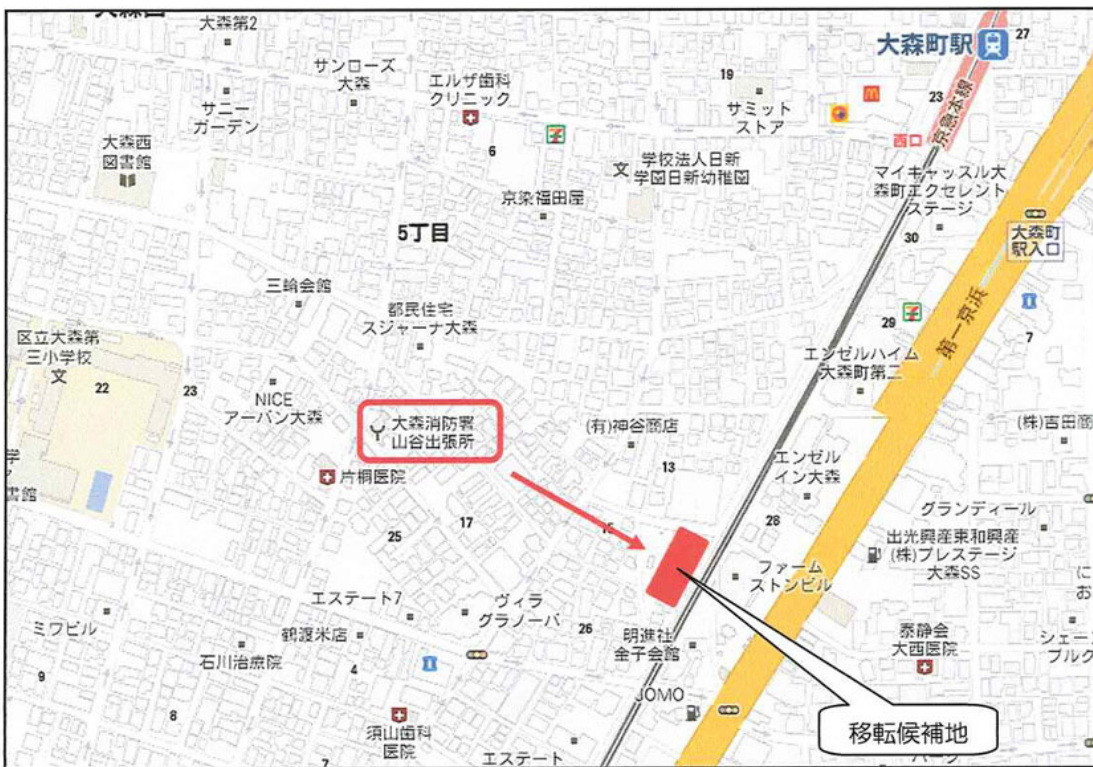 大森第2
サンローズ
大森
エルザ歯科
クリニック
大森町駅
27
サニー
ガーデン
19
サミット
ストア
23
京急本線
大森西
図書館
6
文
学校法人日新
学園日新幼稚園
西口
マイキャッスル大
森町エクセレント
ステージ
京染福田屋
5丁目
30
大森町
駅入口
三輪会館
都民住宅
スジャーナ大森
第一京浜
29
7
区立大森第
三小学校
文
22
23
エンゼルハイム
大森町第二
NICE
アーバン大森
大森消防署
山谷出張所
(有)神谷商店
(株)吉田商
片桐医院
13
エンゼル
イン大森
書館
グランディール
25
17
15
28
出光興産東和興産
(株)プレステージ
大森SS
ファーム
ストンビル
エステート7
ヴィラ
グラノーバ
26
ミワビル
鶴渡米店
明進社
金子会館
泰静会
大西医院
石川治療院
4
9
JOMO
8
須山歯科
医院
7
エステート
移転候補地